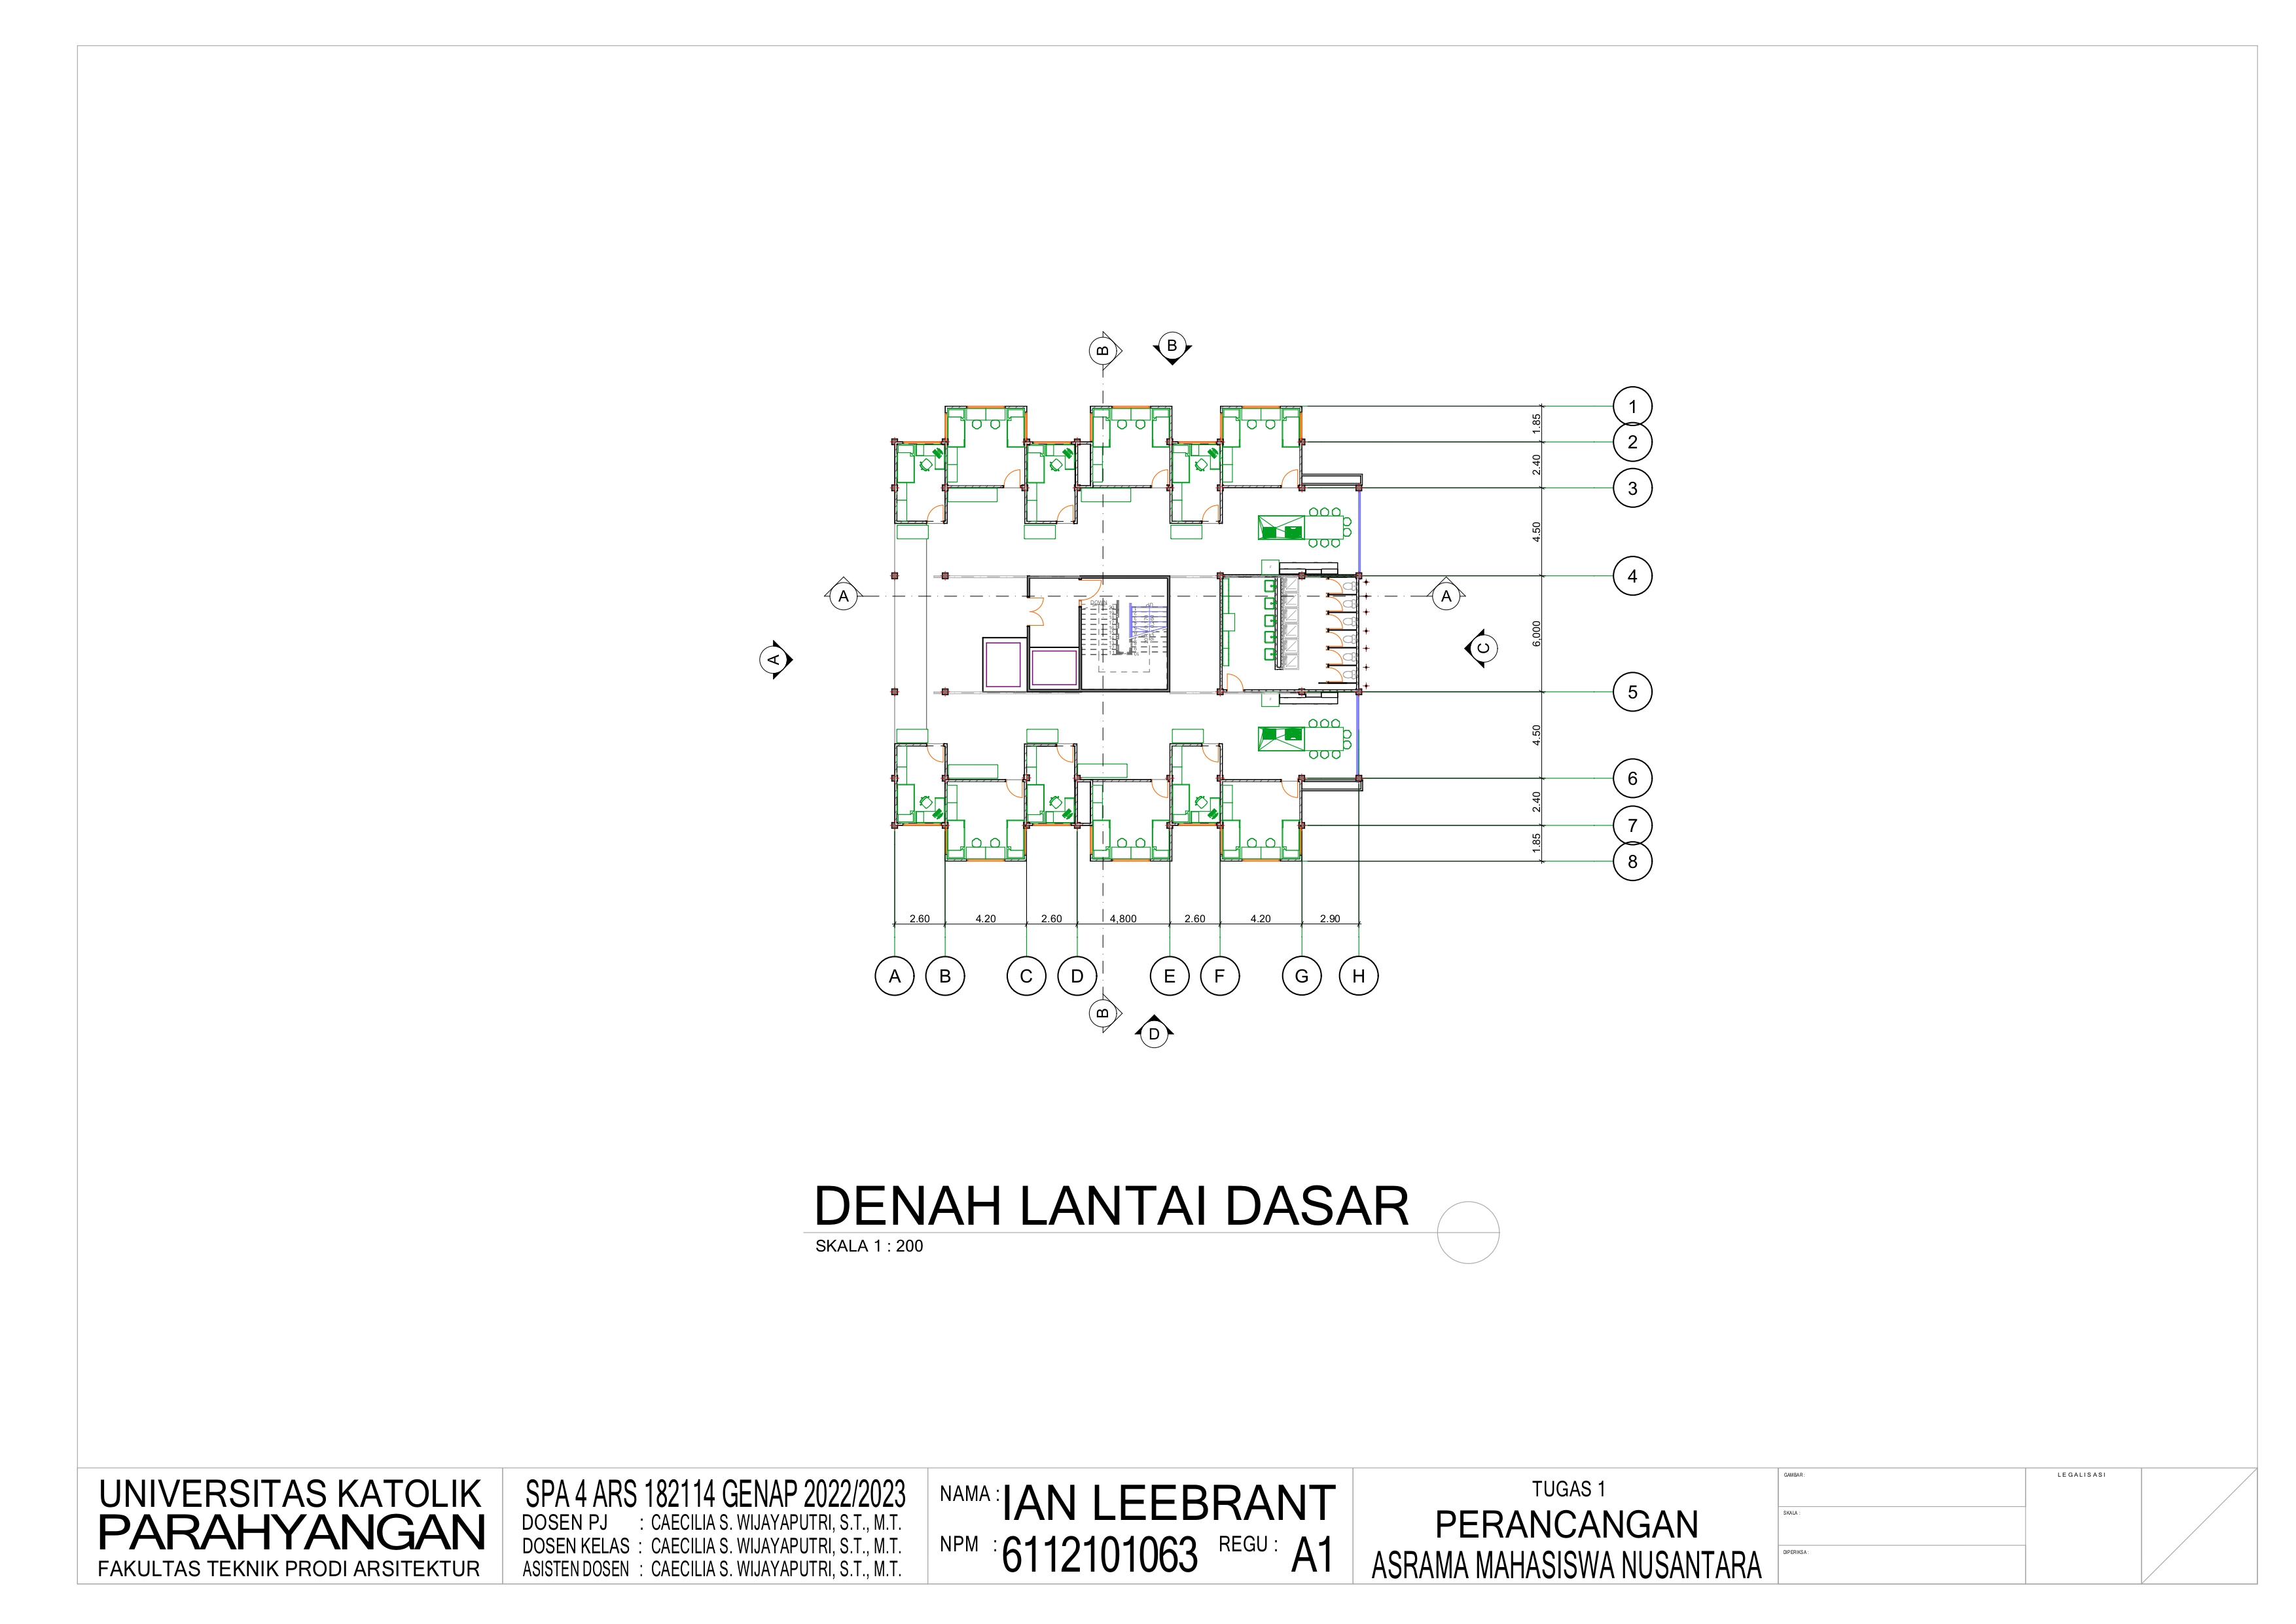 B
B
1
1.85
2
2.40
3
4.50
4
A
A
6,000
A
C
5
4.50
6
2.40
7
1.85
8
2.60 4.20 2.60 4,800 2.60 4.20 2.90
A B C D E F G H
B
D
DENAH LANTAI DASAR
SKALA 1 : 200
UNIVERSITAS KATOLIK
PARAHYANGAN
FAKULTAS TEKNIK PRODI ARSITEKTUR
SPA 4 ARS 182114 GENAP 2022/2023
DOSEN PJ : CAECILIA S. WIJAYAPUTRI, S.T., M.T.
DOSEN KELAS : CAECILIA S. WIJAYAPUTRI, S.T., M.T.
ASISTEN DOSEN : CAECILIA S. WIJAYAPUTRI, S.T., M.T.
NAMA : IAN LEEBRANT
NPM : 6112101063 REGU : A1
TUGAS 1
PERANCANGAN
ASRAMA MAHASISWA NUSANTARA
GAMBAR :
SKALA :
DIPERIKSA :
LEGALISASI